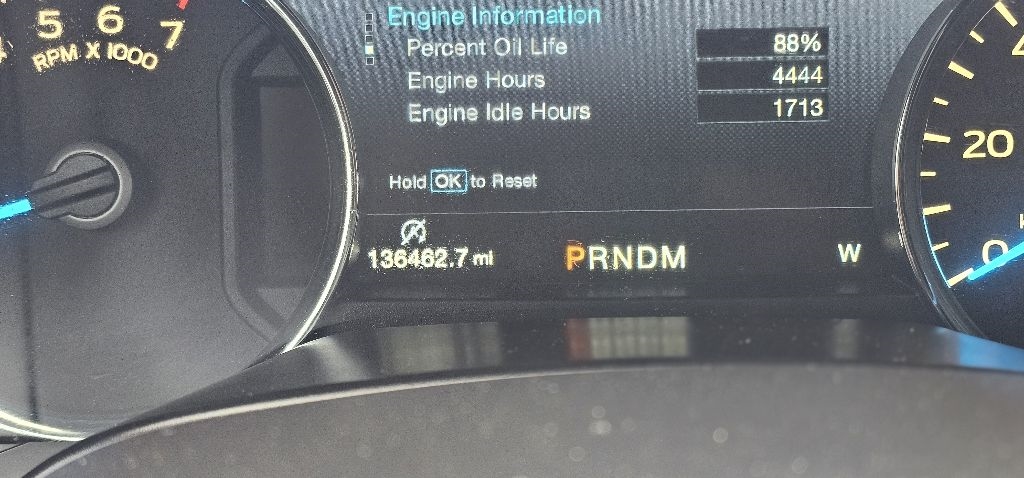 5 6 7
RPM X 1000
Engine Information
Percent Oil Life 88%
Engine Hours 4444
Engine Idle Hours 1713
Hold OK to Reset
136462.7 mi
PRNDM
W
20
0